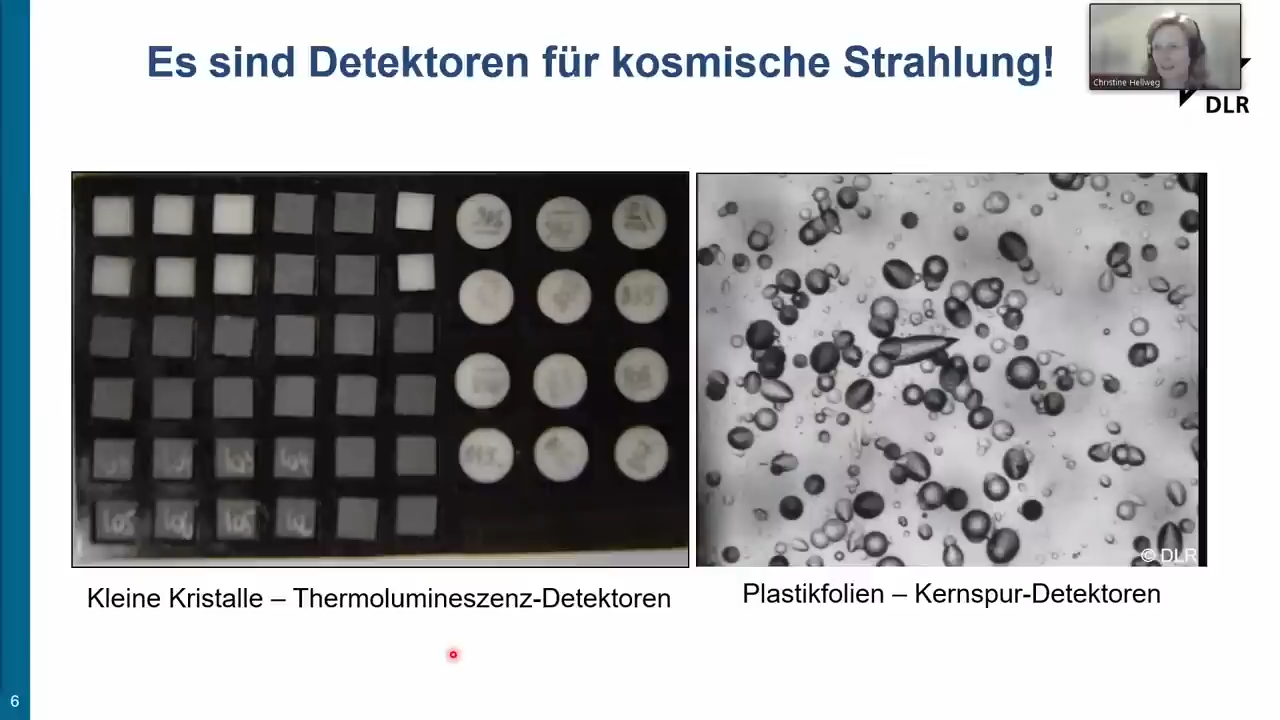 Es sind Detektoren für kosmische Strahlung!
Christine Hellweg
DLR
© DLR
Kleine Kristalle – Thermolumineszenz-Detektoren
Plastikfolien – Kernspur-Detektoren
6